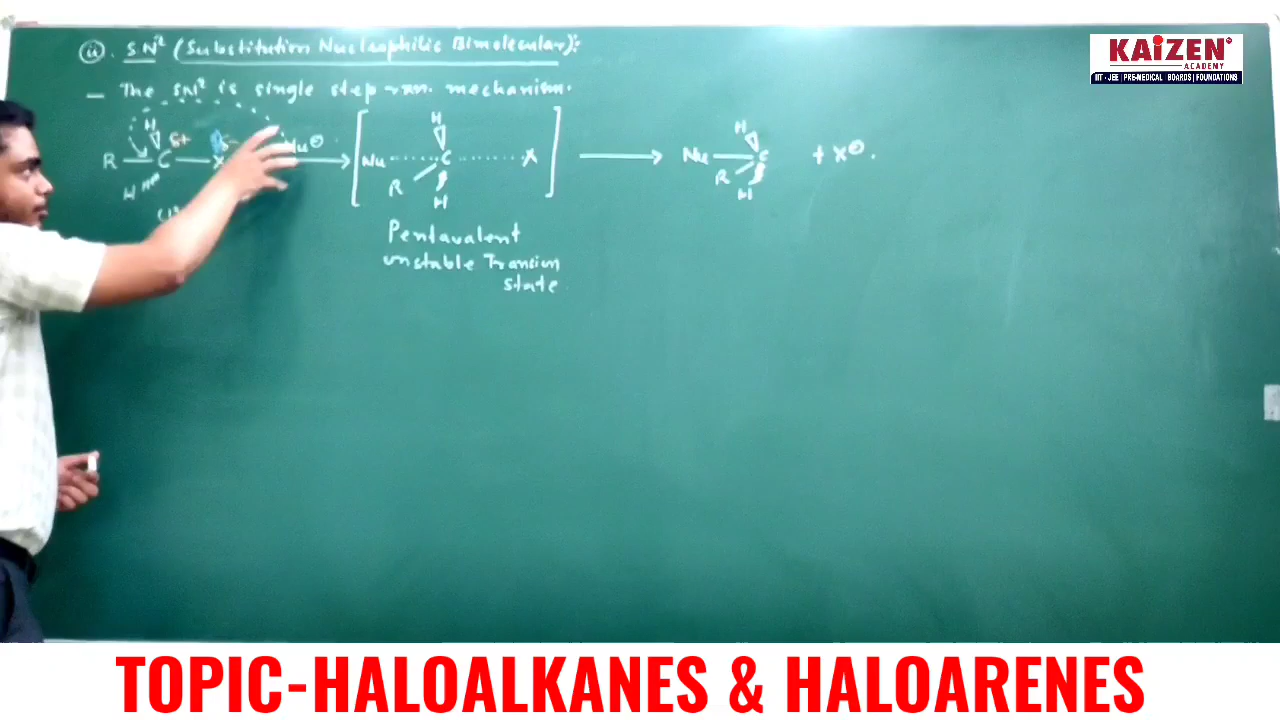 (ii). SN² (Substitution Nucleophilic Bimolecular):
KAiZEN
ACADEMY
IIT - JEE | PRE-MEDICAL BOARDS | FOUNDATIONS
— The SN² is single step rxn. mechanism.
H δ+ δ- Nu⊖
R C X
H
[ Nu C X ]
H R H
Nu C + X⊖.
H R H
Pentavalent
unstable Transion
state.
TOPIC-HALOALKANES & HALOARENES